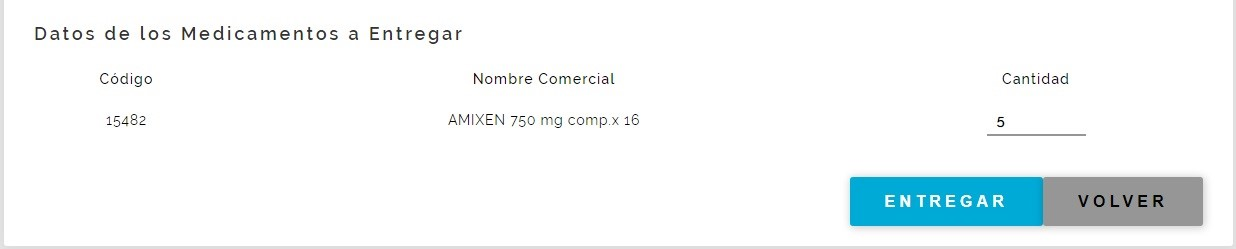 Datos de los Medicamentos a Entregar
Código Nombre Comercial Cantidad
15482 AMIXEN 750 mg comp.x 16 5
ENTREGAR VOLVER